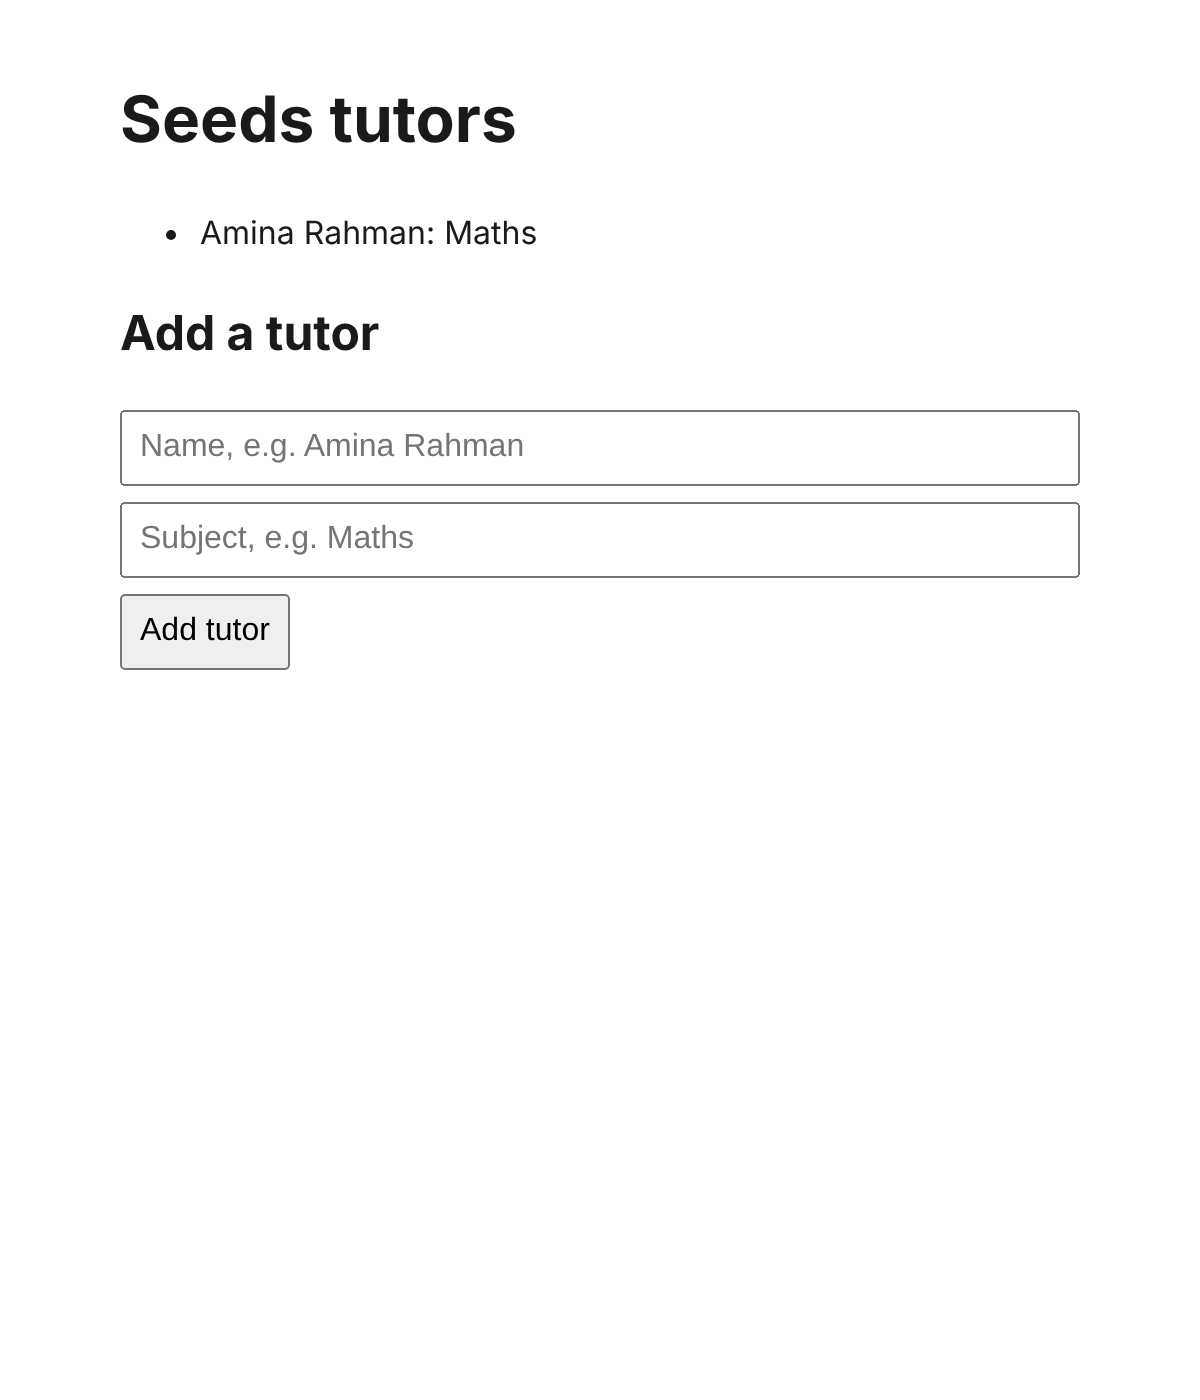 Seeds tutors
Amina Rahman: Maths
Add a tutor
Name, e.g. Amina Rahman
Subject, e.g. Maths
Add tutor